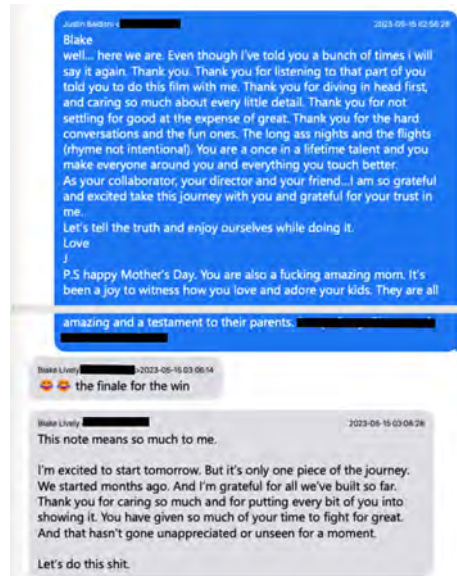 Justin Baldoni <
2023-05-15 02:56:28
Blake
well... here we are. Even though I've told you a bunch of times i will
say it again. Thank you. Thank you for listening to that part of you
told you to do this film with me. Thank you for diving in head first,
and caring so much about every little detail. Thank you for not
settling for good at the expense of great. Thank you for the hard
conversations and the fun ones. The long ass nights and the flights
(rhyme not intentional). You are a once in a lifetime talent and you
make everyone around you and everything you touch better.
As your collaborator, your director and your friend...I am so grateful
and excited take this journey with you and grateful for your trust in
me..
Let's tell the truth and enjoy ourselves while doing it.
Love
J
P.S happy Mother's Day. You are also a fucking amazing mom. It's
been a joy to witness how you love and adore your kids. They are all
amazing and a testament to their parents.
Blake Lively
>2023-05-15 03:06:14
😂 😂 the finale for the win
Blake Lively
2023-05-15 03:06:28
This note means so much to me.
I'm excited to start tomorrow. But it's only one piece of the journey.
We started months ago. And I'm grateful for all we've built so far.
Thank you for caring so much and for putting every bit of you into
showing it. You have given so much of your time to fight for great.
And that hasn't gone unappreciated or unseen for a moment.
Let's do this shit.